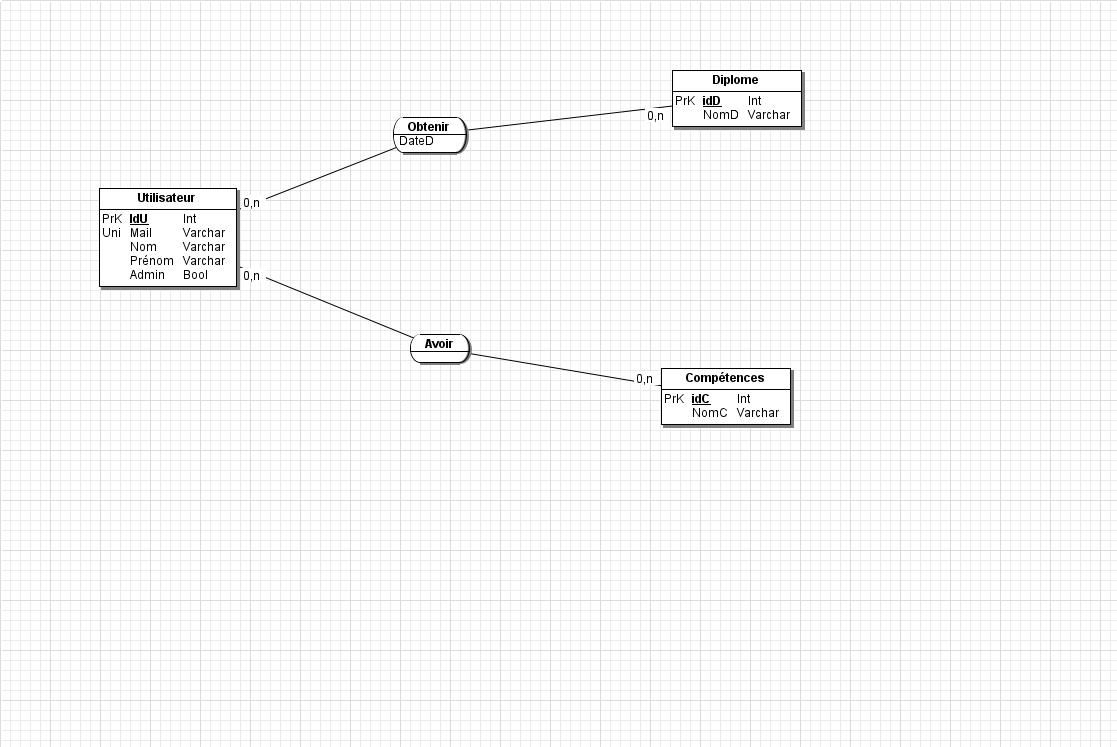 Diplome
PrK idD Int
NomD Varchar
0,n
Obtenir
DateD
Utilisateur
PrK IdU Int
Uni Mail Varchar
Nom Varchar
Prénom Varchar
Admin Bool
0,n
0,n
Avoir
0,n
Compétences
PrK idC Int
NomC Varchar